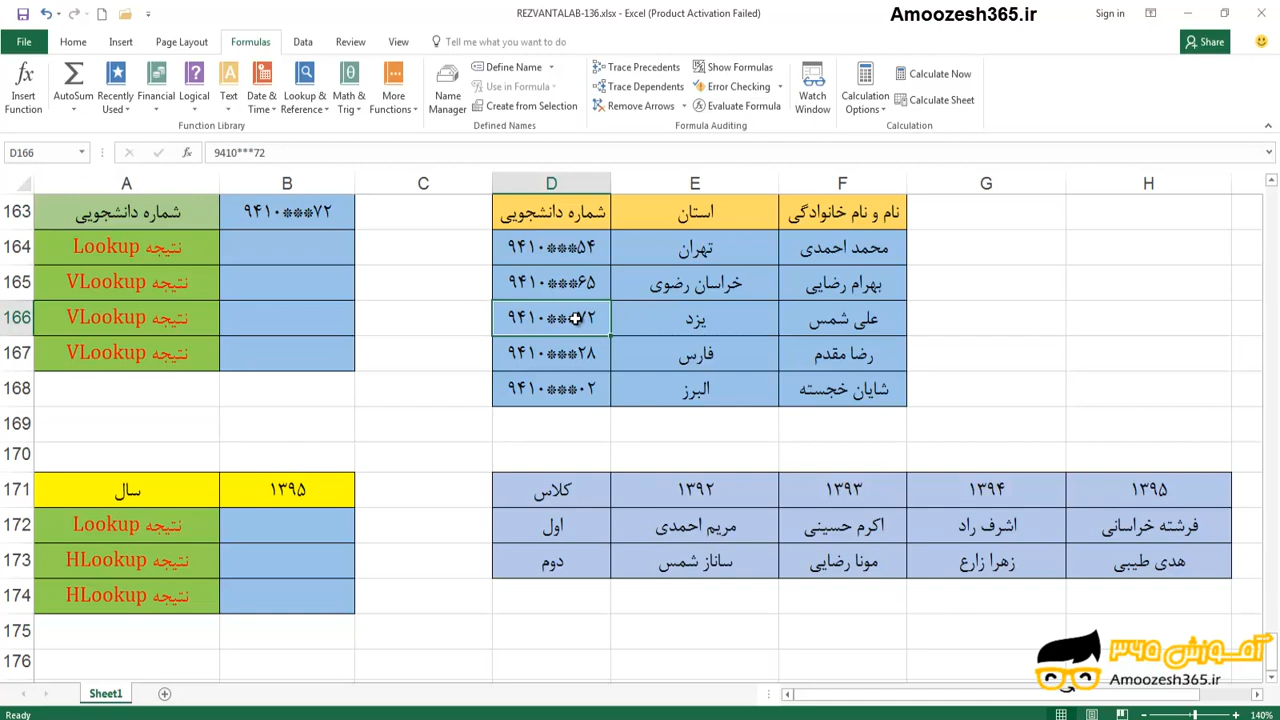 REZVANTALAB-136.xlsx - Excel (Product Activation Failed)
Amoozesh365.ir
Sign in
File Home Insert Page Layout Formulas Data Review View Tell me what you want to do Share
Insert Function
AutoSum
Recently Used
Financial
Logical
Text
Date & Time
Lookup & Reference
Math & Trig
More Functions
Function Library
Name Manager
Define Name
Use in Formula
Create from Selection
Defined Names
Trace Precedents
Trace Dependents
Remove Arrows
Show Formulas
Error Checking
Evaluate Formula
Formula Auditing
Watch Window
Calculation Options
Calculate Now
Calculate Sheet
Calculation
D166 fx 9410***72
A B C D E F G H
163 شماره دانشجویی ۹۴۱۰***۷۲ شماره دانشجویی استان نام و نام خانوادگی
164 نتیجه Lookup ۹۴۱۰***۵۴ تهران محمد احمدی
165 نتیجه VLookup ۹۴۱۰***۶۵ خراسان رضوی بهرام رضایی
166 نتیجه VLookup ۹۴۱۰***۷۲ یزد علی شمس
167 نتیجه VLookup ۹۴۱۰***۲۸ فارس رضا مقدم
168 ۹۴۱۰***۰۲ البرز شایان خجسته
169
170
171 سال ۱۳۹۵ کلاس ۱۳۹۲ ۱۳۹۳ ۱۳۹۴ ۱۳۹۵
172 نتیجه Lookup اول مریم احمدی اکرم حسینی اشرف راد فرشته خراسانی
173 نتیجه HLookup دوم ساناز شمس مونا رضایی زهرا زارع هدی طیبی
174 نتیجه HLookup
175
176
آموزش ۳۶۵
Amoozesh365.ir
Sheet1
Ready
140%